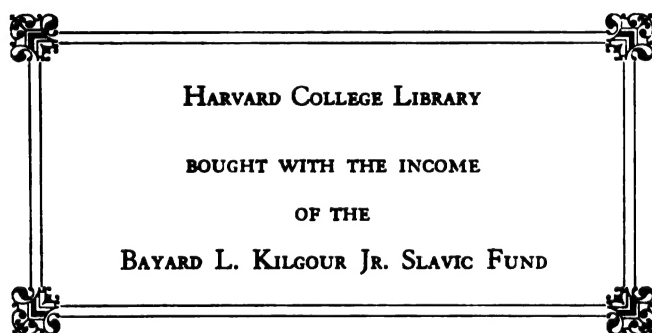 HARVARD COLLEGE LIBRARY
BOUGHT WITH THE INCOME
OF THE
BAYARD L. KILGOUR JR. SLAVIC FUND